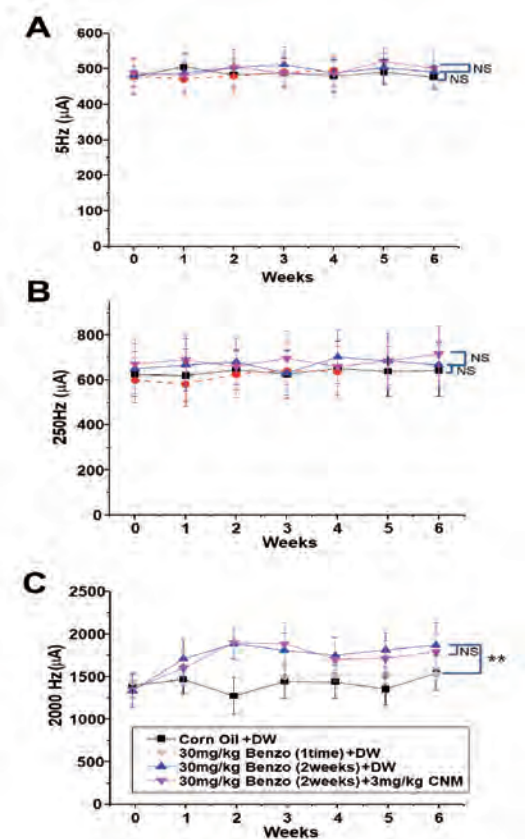 A
600
500
400
300
200
100
0
5Hz (µA)
NS
NS
0 1 2 3 4 5 6
Weeks
B
800
600
400
200
0
250Hz (µA)
NS
NS
0 1 2 3 4 5 6
Weeks
C
2500
2000
1500
1000
500
0
2000 Hz (µA)
NS
**
Corn Oil +DW
30mg/kg Benzo (1time)+DW
30mg/kg Benzo (2weeks)+DW
30mg/kg Benzo (2weeks)+3mg/kg CNM
0 1 2 3 4 5 6
Weeks